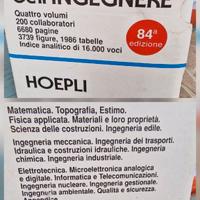 dell'INGEGNERE
Quattro volumi
200 collaboratori
6680 pagine
3739 figure, 1986 tabelle
Indice analitico di 16.000 voci
84a
edizione
HOEPLI
Matematica. Topografia, Estimo.
Fisica applicata. Materiali e loro proprietà.
Scienza delle costruzioni. Ingegneria edile.
Ingegneria meccanica. Ingegneria dei trasporti.
Idraulica e costruzioni idrauliche. Ingegneria
chimica. Ingegneria industriale.
Elettrotecnica. Microelettronica analogica
e digitale. Informatica e Telecomunicazioni.
Ingegneria nucleare. Ingegneria gestionale.
Ingegneria ambientale. Qualità e sicurezza.
Appendice.